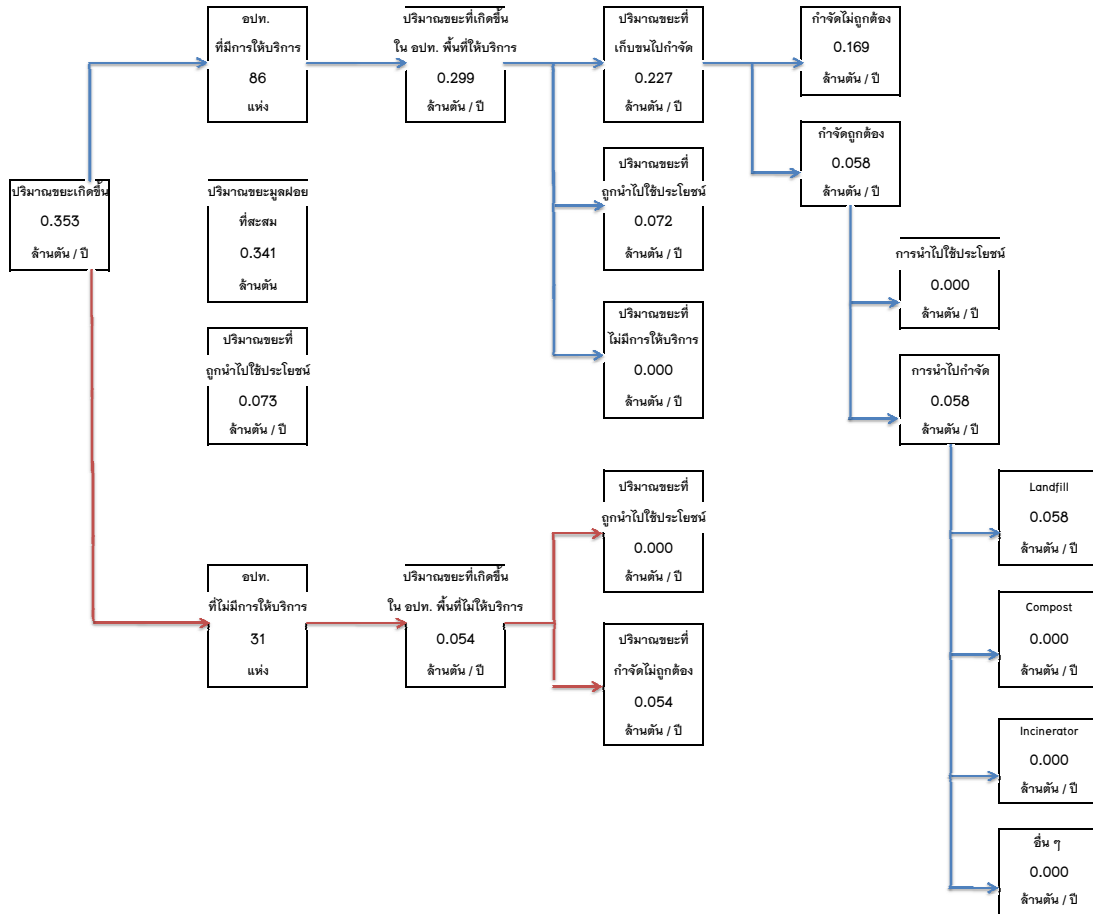 ปริมาณขยะเกิดขึ้น
0.353
ล้านตัน / ปี
อปท.
ที่มีการให้บริการ
86
แห่ง
ปริมาณขยะที่เกิดขึ้น
ใน อปท. พื้นที่ให้บริการ
0.299
ล้านตัน / ปี
ปริมาณขยะที่
เก็บขนไปกำจัด
0.227
ล้านตัน / ปี
กำจัดไม่ถูกต้อง
0.169
ล้านตัน / ปี
กำจัดถูกต้อง
0.058
ล้านตัน / ปี
ปริมาณขยะมูลฝอย
ที่สะสม
0.341
ล้านตัน
ปริมาณขยะที่
ถูกนำไปใช้ประโยชน์
0.072
ล้านตัน / ปี
การนำไปใช้ประโยชน์
0.000
ล้านตัน / ปี
ปริมาณขยะที่
ไม่มีการให้บริการ
0.000
ล้านตัน / ปี
ปริมาณขยะที่
ถูกนำไปใช้ประโยชน์
0.073
ล้านตัน / ปี
การนำไปกำจัด
0.058
ล้านตัน / ปี
ปริมาณขยะที่
ถูกนำไปใช้ประโยชน์
0.000
ล้านตัน / ปี
Landfill
0.058
ล้านตัน / ปี
อปท.
ที่ไม่มีการให้บริการ
31
แห่ง
ปริมาณขยะที่เกิดขึ้น
ใน อปท. พื้นที่ไม่ให้บริการ
0.054
ล้านตัน / ปี
ปริมาณขยะที่
กำจัดไม่ถูกต้อง
0.054
ล้านตัน / ปี
Compost
0.000
ล้านตัน / ปี
Incinerator
0.000
ล้านตัน / ปี
อื่น ๆ
0.000
ล้านตัน / ปี